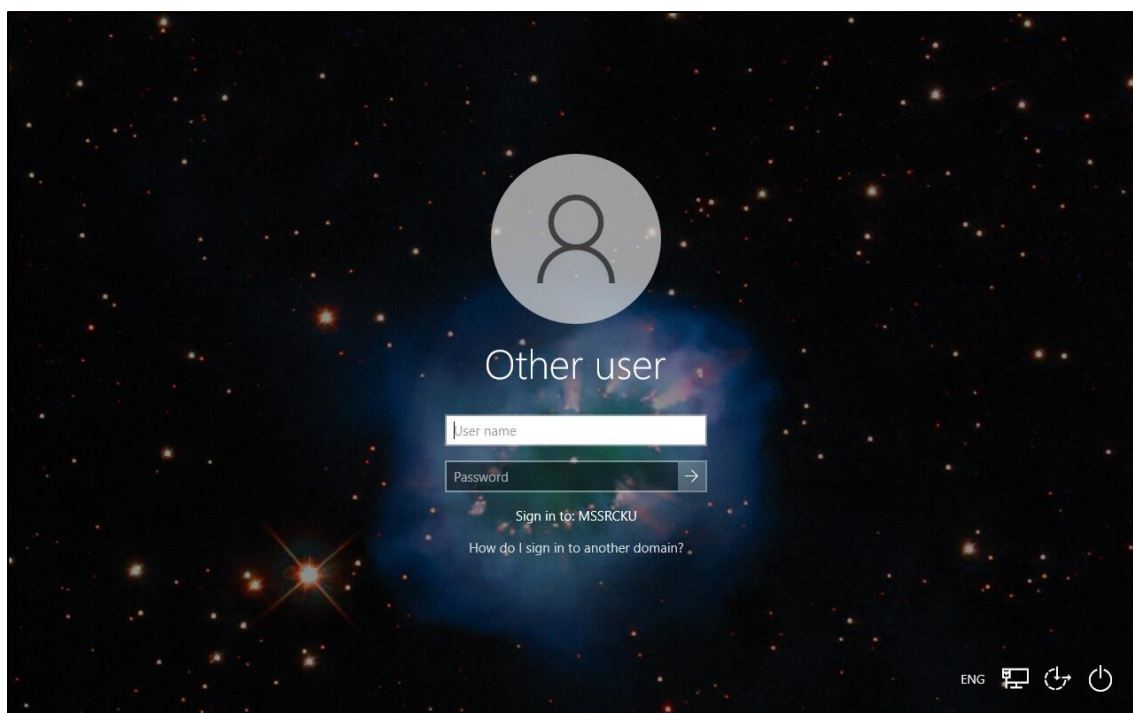 Other user
User name
Password
Sign in to: MSSRCKU
How do I sign in to another domain?
ENG